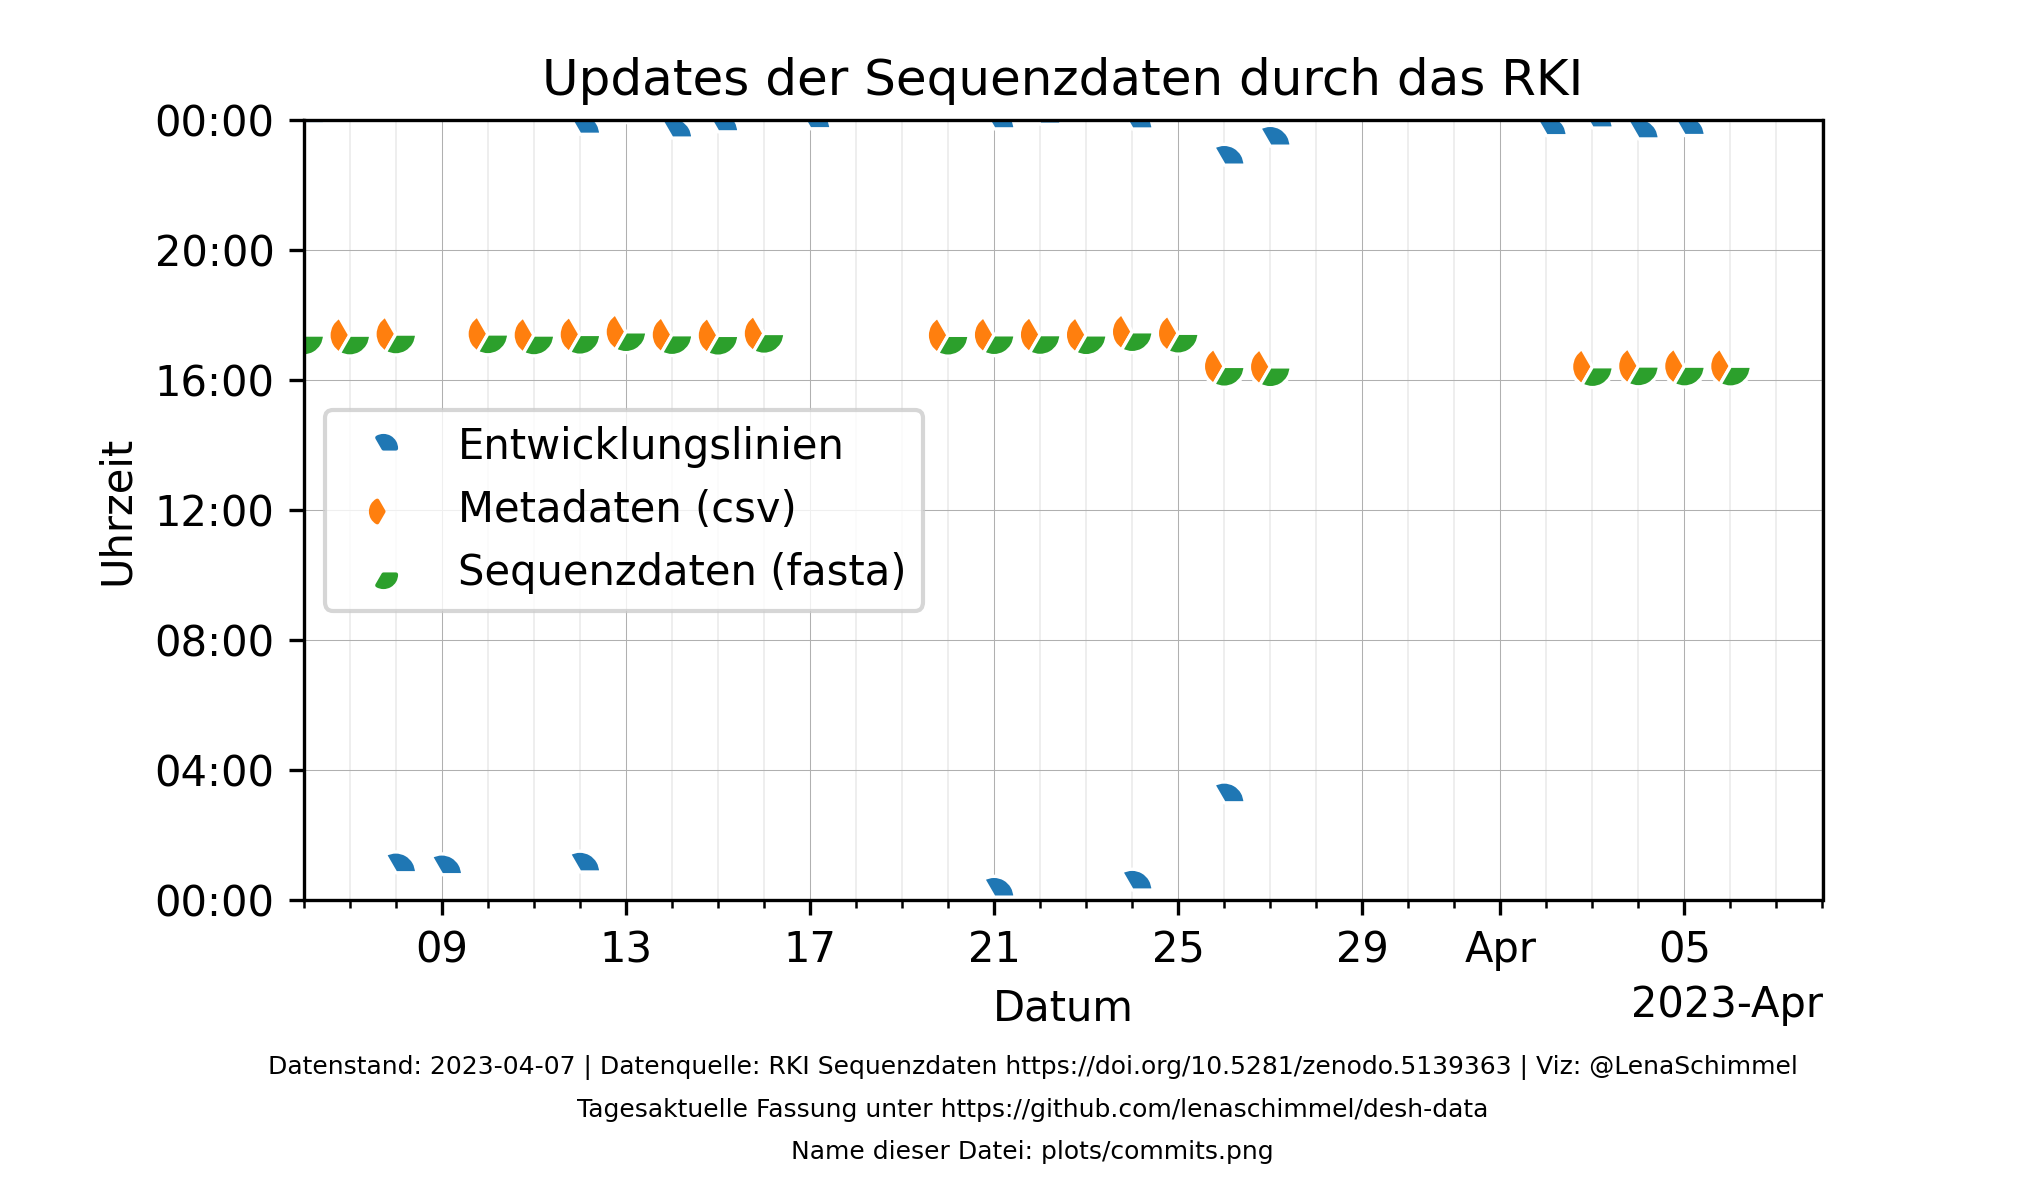 Updates der Sequenzdaten durch das RKI
00:00
20:00
16:00
12:00
08:00
04:00
00:00
Uhrzeit
Entwicklungslinien
Metadaten (csv)
Sequenzdaten (fasta)
09 13 17 21 25 29 Apr 05
Datum
2023-Apr
Datenstand: 2023-04-07 | Datenquelle: RKI Sequenzdaten https://doi.org/10.5281/zenodo.5139363 | Viz: @LenaSchimmel
Tagesaktuelle Fassung unter https://github.com/lenaschimmel/desh-data
Name dieser Datei: plots/commits.png